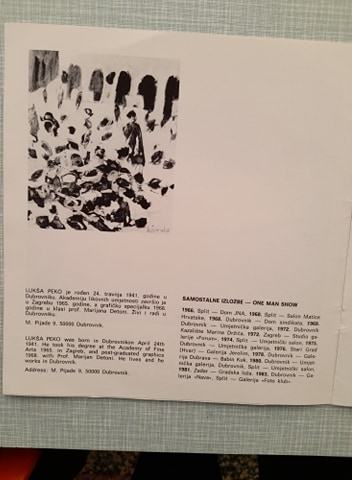 LUKŠA PEKO je rođen 24. travnja 1941. godine u
Dubrovniku. Akademiju likovnih umjetnosti završio je
u Zagrebu 1965. godine, a grafičku specijalku 1968.
godine u klasi prof. Marijana Detoni. Živi i radi u
Dubrovniku.
M. Pijade 9, 50000 Dubrovnik.
LUKŠA PEKO was born in Dubrovnikon April 24th
1941. He took his degree at the Academy of Fine
Arts 1965. in Zagreb, and post-graduated graphics
1968. with Prof. Marijan Detoni. He lives and he
works in Dubrovnik.
Address: M. Pijade 9, 50000 Dubrovnik.
SAMOSTALNE IZLOŽBE — ONE MAN SHOW
1966. Split — Dom JNA, 1968. Split — Salon Matice
Hrvatske, 1968. Dubrovnik — Dom sindikata, 1969.
Dubrovnik — Umjetnička galerija, 1972. Dubrovnik
Kazalište Marina Držića, 1972. Zagreb — Studio ga-
lerije »Forum«, 1974. Split — Umjetnički salon, 1975.
Dubrovnik — Umjetnička galerija, 1976. Stari Grad
(Hvar) — Galerija Jerolim, 1978. Dubrovnik — Gale-
rija Dubrava — Babin Kuk, 1980. Dubrovnik — Umjet-
nička galerija, Dubrovnik, Split — Umjetnički salon
1981. Zadar — Gradska loža, 1983. Dubrovnik — Ga-
lerija »Nava«, Split — Galerija »Foto klub«.